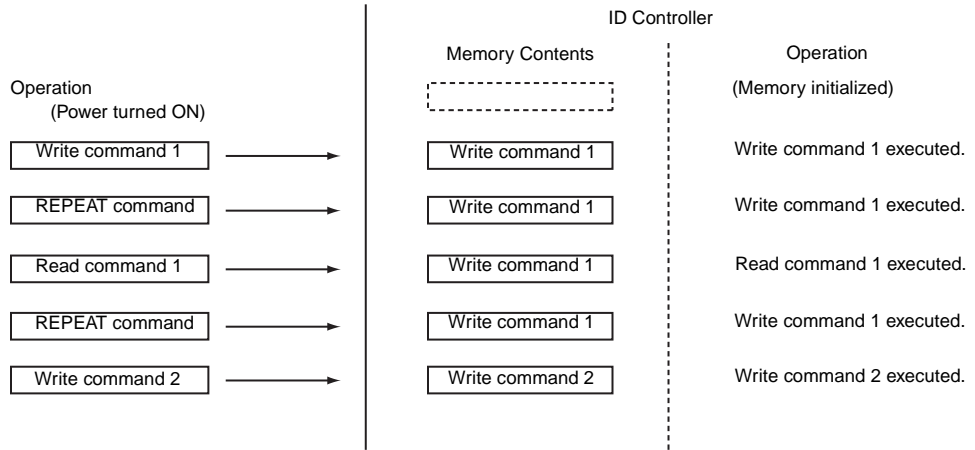 ID Controller
Memory Contents
Operation
Operation
(Power turned ON)
(Memory initialized)
Write command 1
Write command 1
Write command 1 executed.
REPEAT command
Write command 1
Write command 1 executed.
Read command 1
Write command 1
Read command 1 executed.
REPEAT command
Write command 1
Write command 1 executed.
Write command 2
Write command 2
Write command 2 executed.